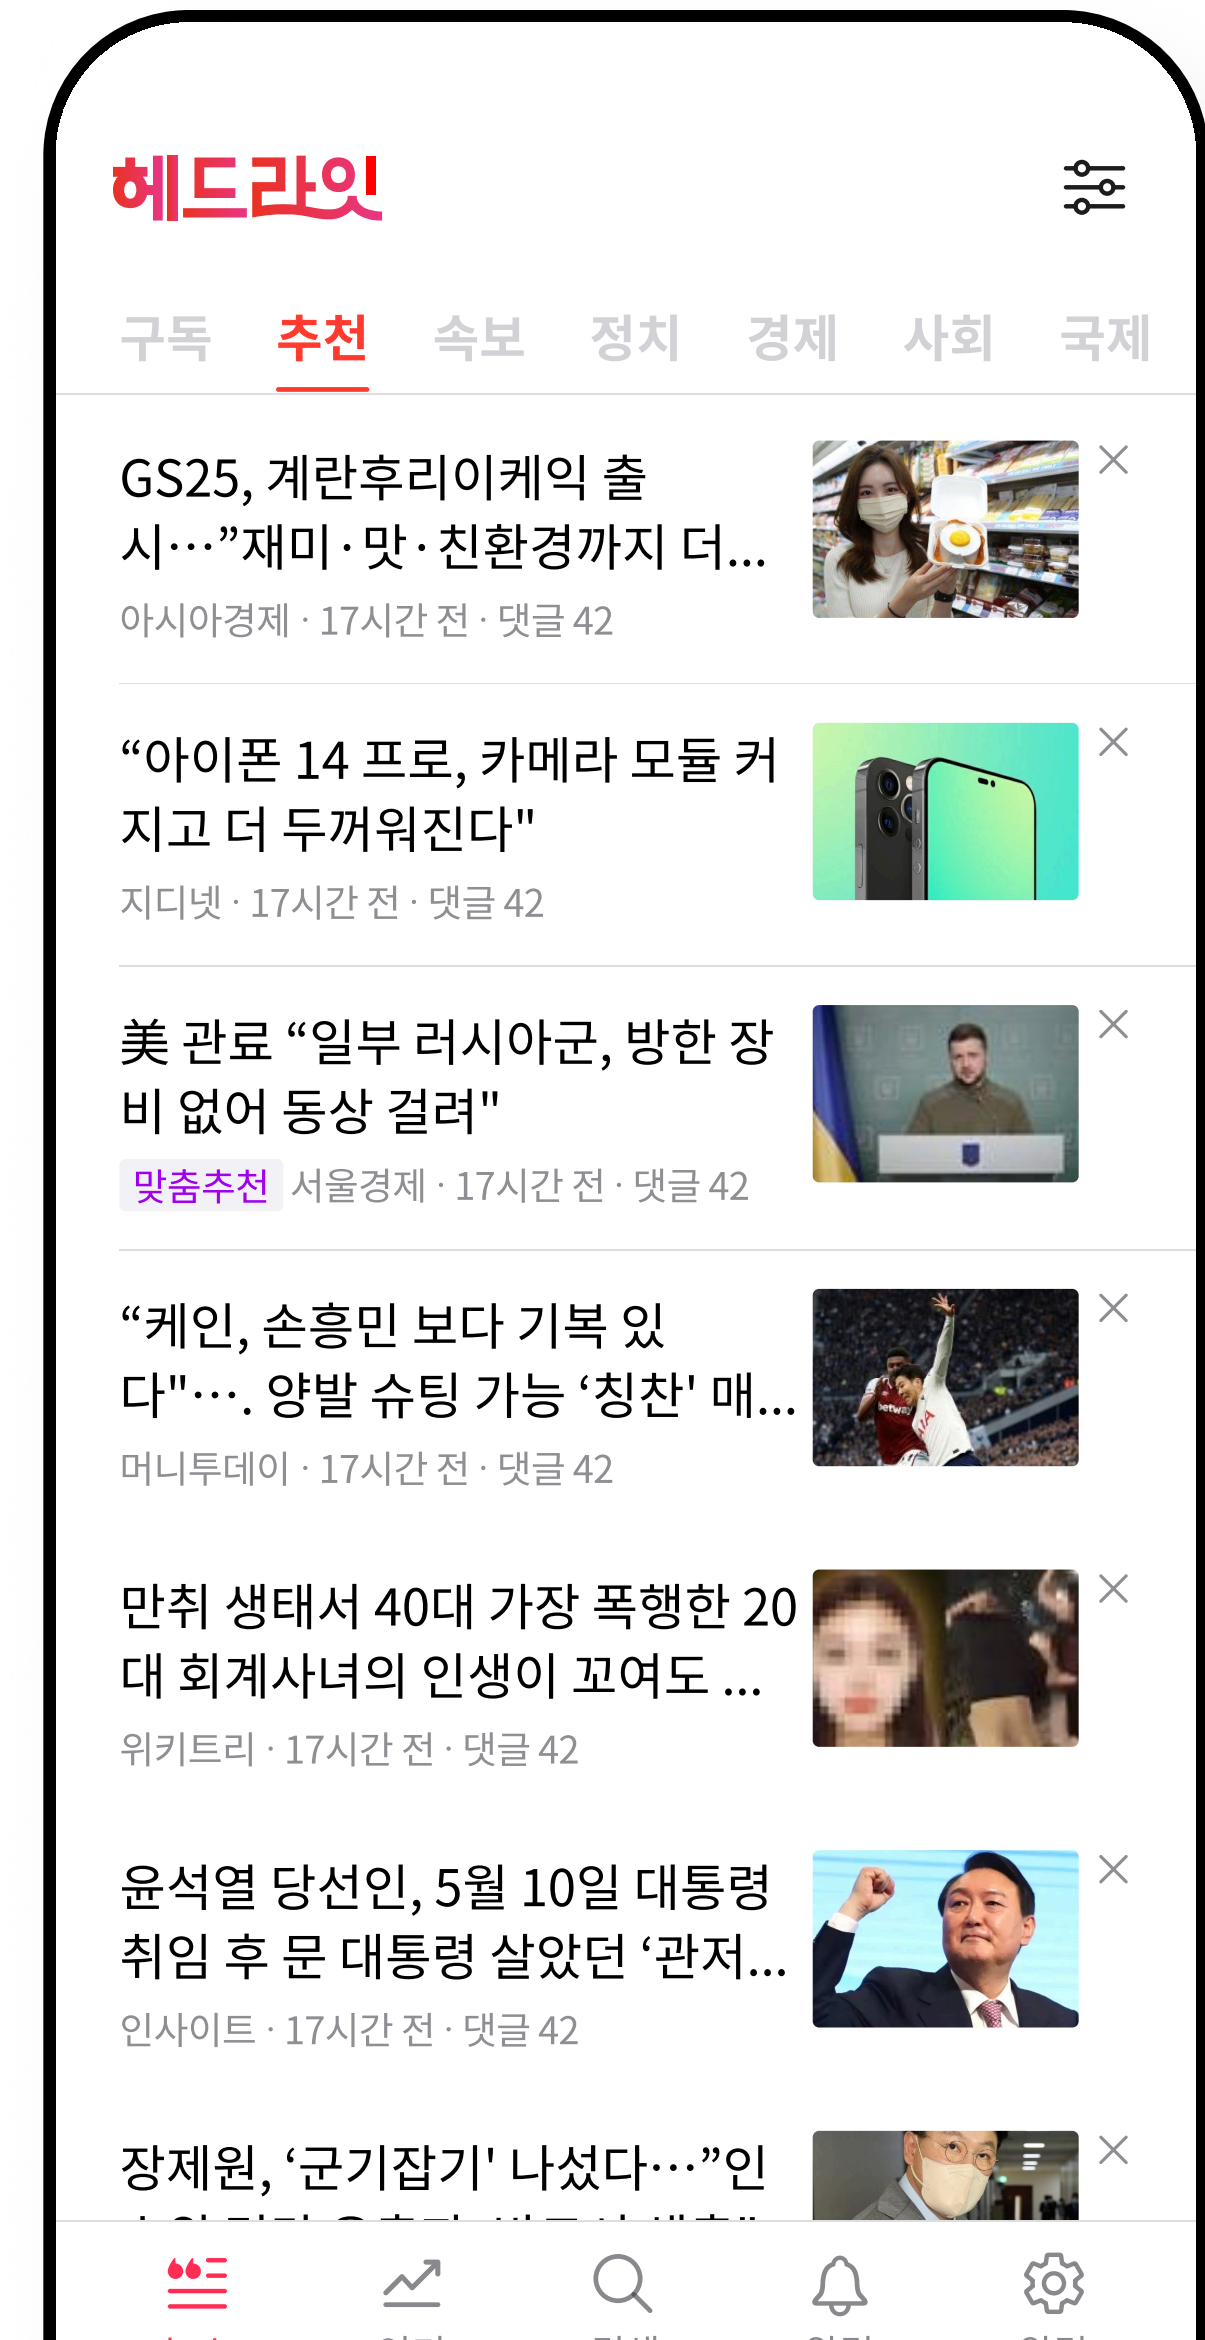 헤드라잇
구독 추천 속보 정치 경제 사회 국제
GS25, 계란후리이케익 출
시…”재미·맛·친환경까지 더...
아시아경제 · 17시간 전 · 댓글 42
“아이폰 14 프로, 카메라 모듈 커
지고 더 두꺼워진다"
지디넷 · 17시간 전 · 댓글 42
美 관료 “일부 러시아군, 방한 장
비 없어 동상 걸려"
맞춤추천 서울경제 · 17시간 전 · 댓글 42
“케인, 손흥민 보다 기복 있
다"…. 양발 슈팅 가능 ‘칭찬' 매...
betway
AIA
머니투데이 · 17시간 전 · 댓글 42
만취 생태서 40대 가장 폭행한 20
대 회계사녀의 인생이 꼬여도 ...
위키트리 · 17시간 전 · 댓글 42
윤석열 당선인, 5월 10일 대통령
취임 후 문 대통령 살았던 ‘관저...
인사이트 · 17시간 전 · 댓글 42
장제원, ‘군기잡기' 나섰다…”인